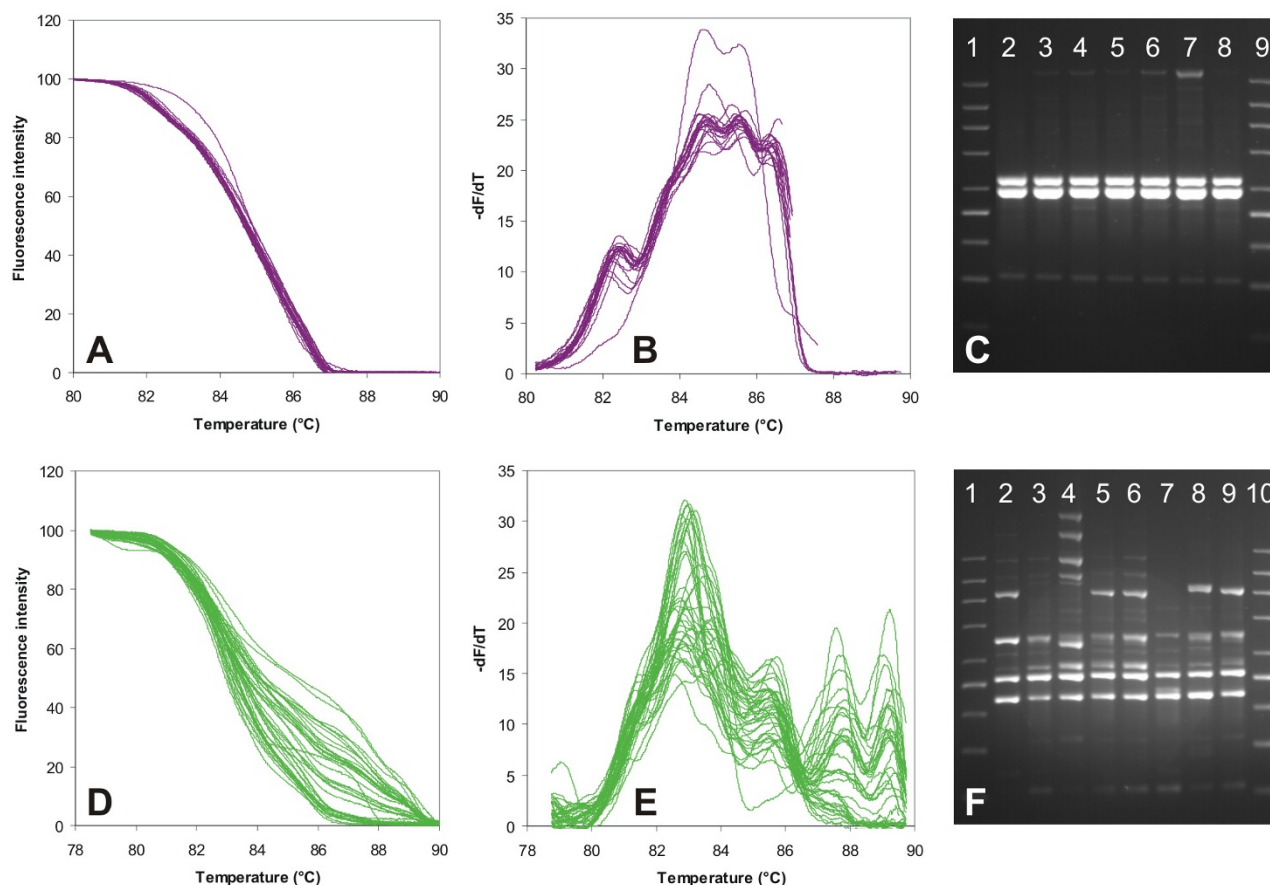 120
100
80
60
40
20
0
80 82 84 86 88 90
Fluorescence intensity
Temperature (°C)
A
35
30
25
20
15
10
5
0
80 82 84 86 88 90
-dF/dT
Temperature (°C)
B
1 2 3 4 5 6 7 8 9
C
120
100
80
60
40
20
0
78 80 82 84 86 88 90
Fluorescence intensity
Temperature (°C)
D
35
30
25
20
15
10
5
0
78 80 82 84 86 88 90
-dF/dT
Temperature (°C)
E
1 2 3 4 5 6 7 8 9 10
F